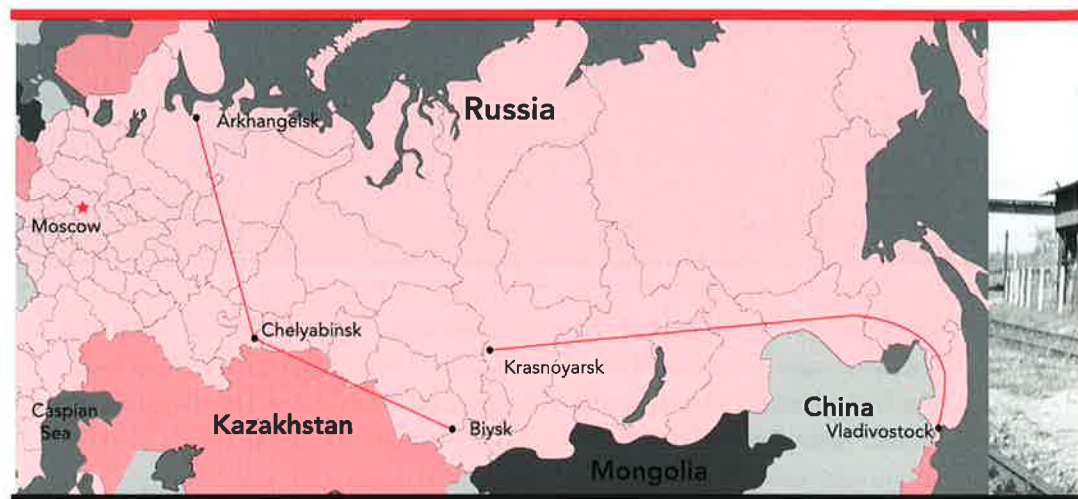 Russia
Arkhangelsk
Moscow
Chelyabinsk
Krasnoyarsk
Caspian
Sea
Kazakhstan
Biysk
China
Vladivostock
Mongolia